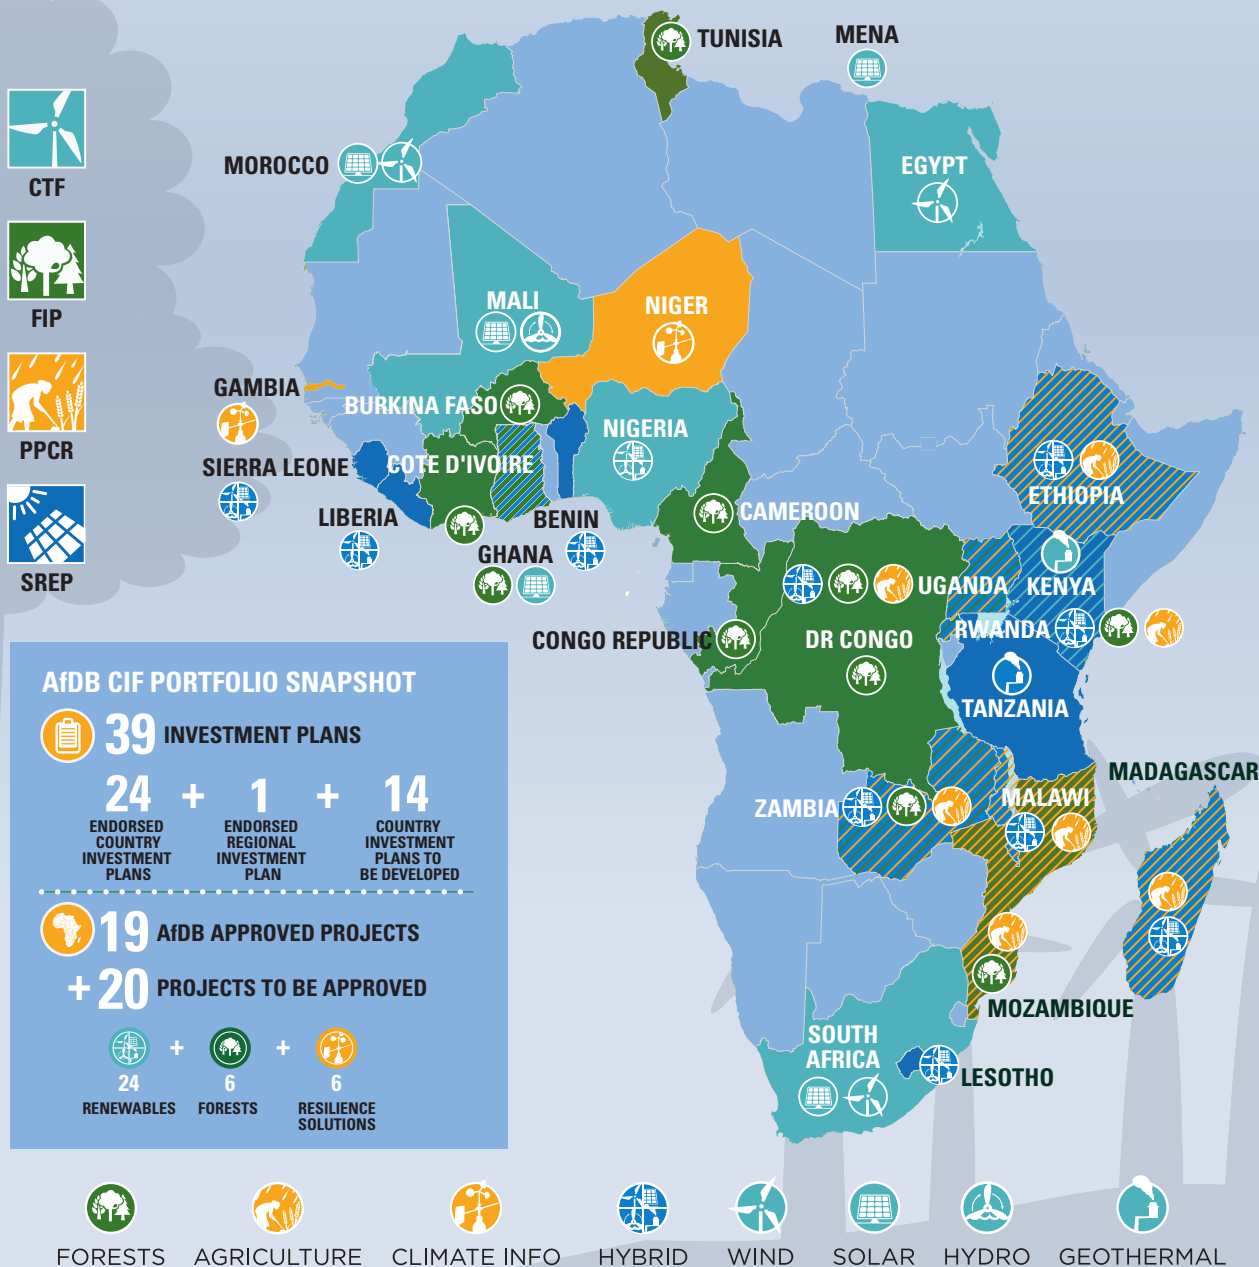 TUNISIA
MENA
MOROCCO
EGYPT
CTF
FIP
PPCR
SREP
MALI
NIGER
GAMBIA
BURKINA FASO
NIGERIA
SIERRA LEONE
COTE D'IVOIRE
LIBERIA
BENIN
GHANA
CAMEROON
ETHIOPIA
UGANDA
KENYA
CONGO REPUBLIC
DR CONGO
RWANDA
TANZANIA
MADAGASCAR
ZAMBIA
MALAWI
MOZAMBIQUE
SOUTH
AFRICA
LESOTHO
AfDB CIF PORTFOLIO SNAPSHOT
39 INVESTMENT PLANS
24 + 1 + 14
ENDORSED
COUNTRY
INVESTMENT
PLANS
ENDORSED
REGIONAL
INVESTMENT
PLAN
COUNTRY
INVESTMENT
PLANS TO
BE DEVELOPED
19 AfDB APPROVED PROJECTS
+ 20 PROJECTS TO BE APPROVED
+ +
24
RENEWABLES
6
FORESTS
6
RESILIENCE
SOLUTIONS
FORESTS AGRICULTURE CLIMATE INFO HYBRID WIND SOLAR HYDRO GEOTHERMAL